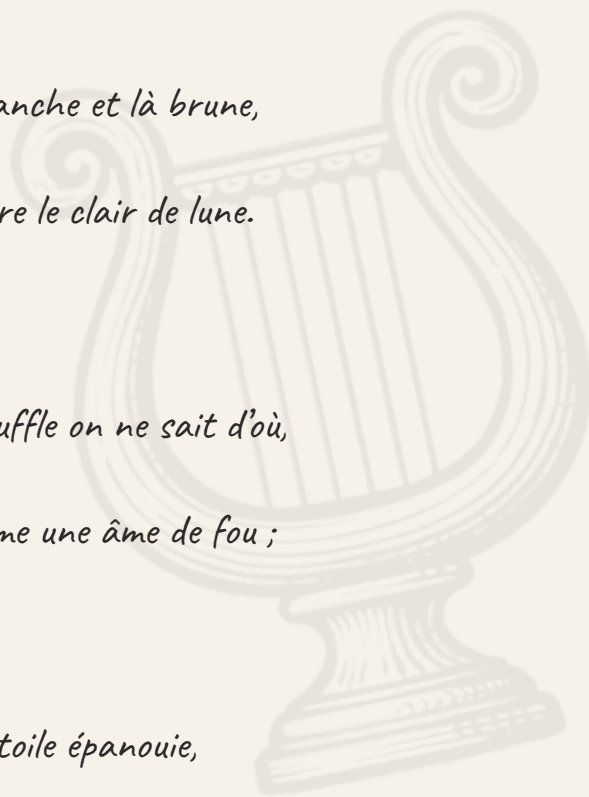 anche et là brune,
re le clair de lune.
uffle on ne sait d’où,
me une âme de fou ;
toile épanouie,